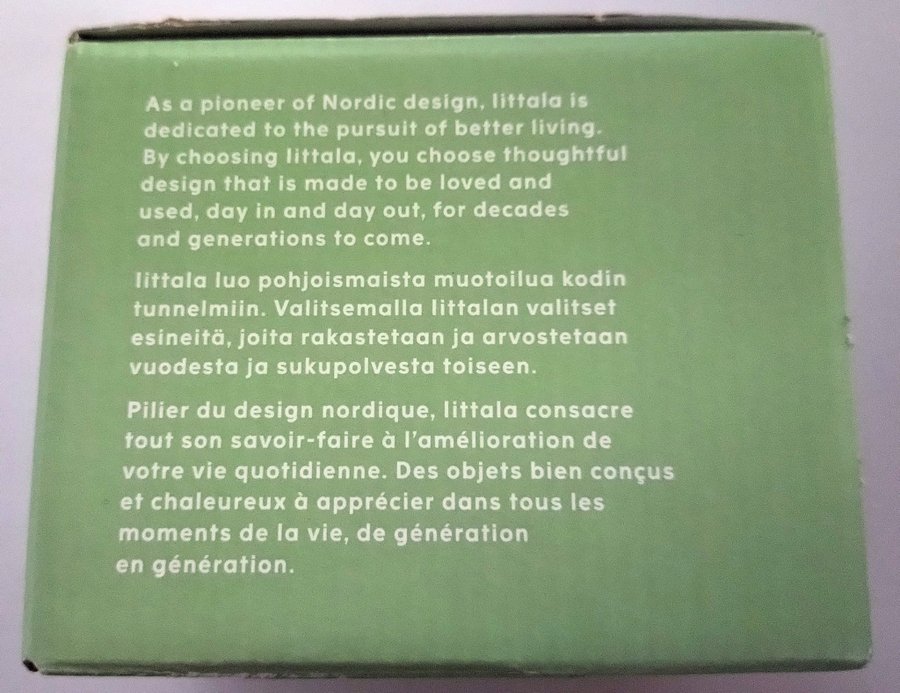 As a pioneer of Nordic design, Iittala is
dedicated to the pursuit of better living.
By choosing Iittala, you choose thoughtful
design that is made to be loved and
used, day in and day out, for decades
and generations to come.
Iittala luo pohjoismaista muotoilua kodin
tunnelmiin. Valitsemalla Iittalan valitset
esineitä, joita rakastetaan ja arvostetaan
vuodesta ja sukupolvesta toiseen.
Pilier du design nordique, Iittala consacre
tout son savoir-faire à l'amélioration de
votre vie quotidienne. Des objets bien conçus
et chaleureux à apprécier dans tous les
moments de la vie, de génération
en génération.